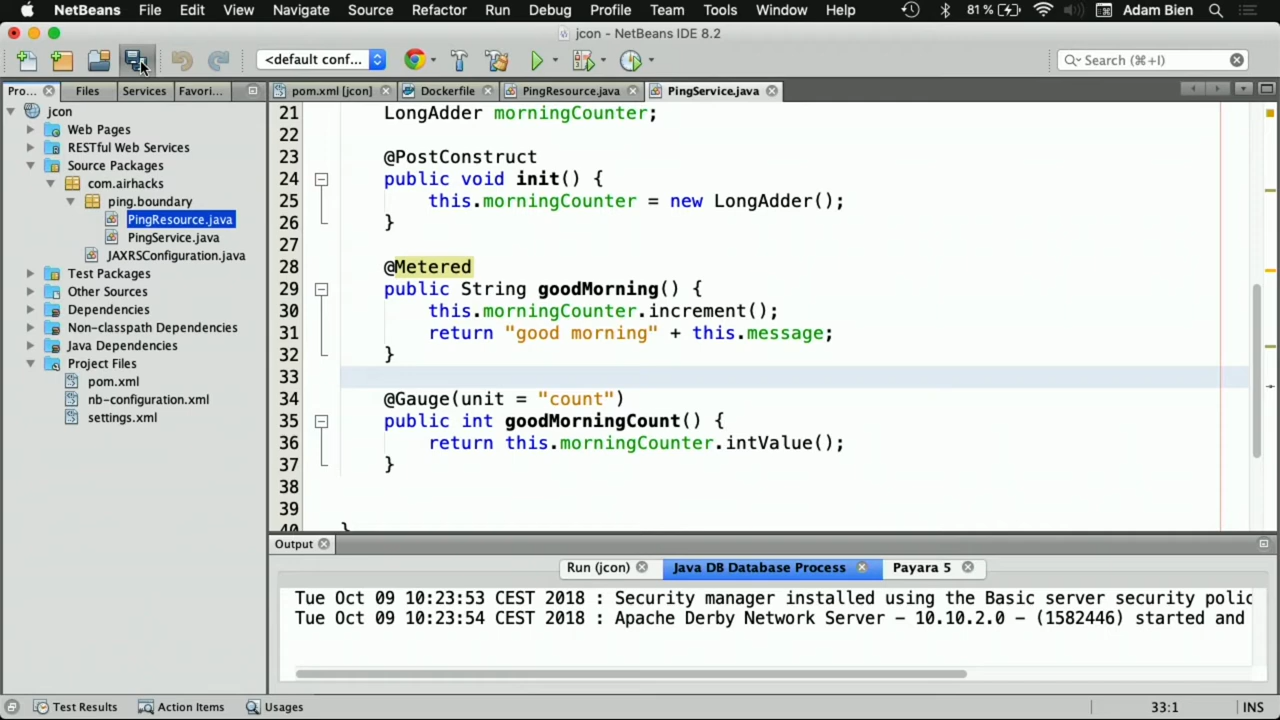 NetBeans File Edit View Navigate Source Refactor Run Debug Profile Team Tools Window Help 81% Adam Bien
jcon - NetBeans IDE 8.2
<default conf... Search (⌘+I)
Pro... Files Services Favori...
pom.xml [jcon] Dockerfile PingResource.java PingService.java
jcon
Web Pages
RESTful Web Services
Source Packages
com.airhacks
ping.boundary
PingResource.java
PingService.java
JAXRSConfiguration.java
Test Packages
Other Sources
Dependencies
Non-classpath Dependencies
Java Dependencies
Project Files
pom.xml
nb-configuration.xml
settings.xml
21 LongAdder morningCounter;
22
23 @PostConstruct
24 public void init() {
25 this.morningCounter = new LongAdder();
26 }
27
28 @Metered
29 public String goodMorning() {
30 this.morningCounter.increment();
31 return "good morning" + this.message;
32 }
33
34 @Gauge(unit = "count")
35 public int goodMorningCount() {
36 return this.morningCounter.intValue();
37 }
38
39
40 }
Output
Run (jcon) Java DB Database Process Payara 5
Tue Oct 09 10:23:53 CEST 2018 : Security manager installed using the Basic server security polic
Tue Oct 09 10:23:54 CEST 2018 : Apache Derby Network Server - 10.10.2.0 - (1582446) started and
Test Results Action Items Usages 33:1 INS